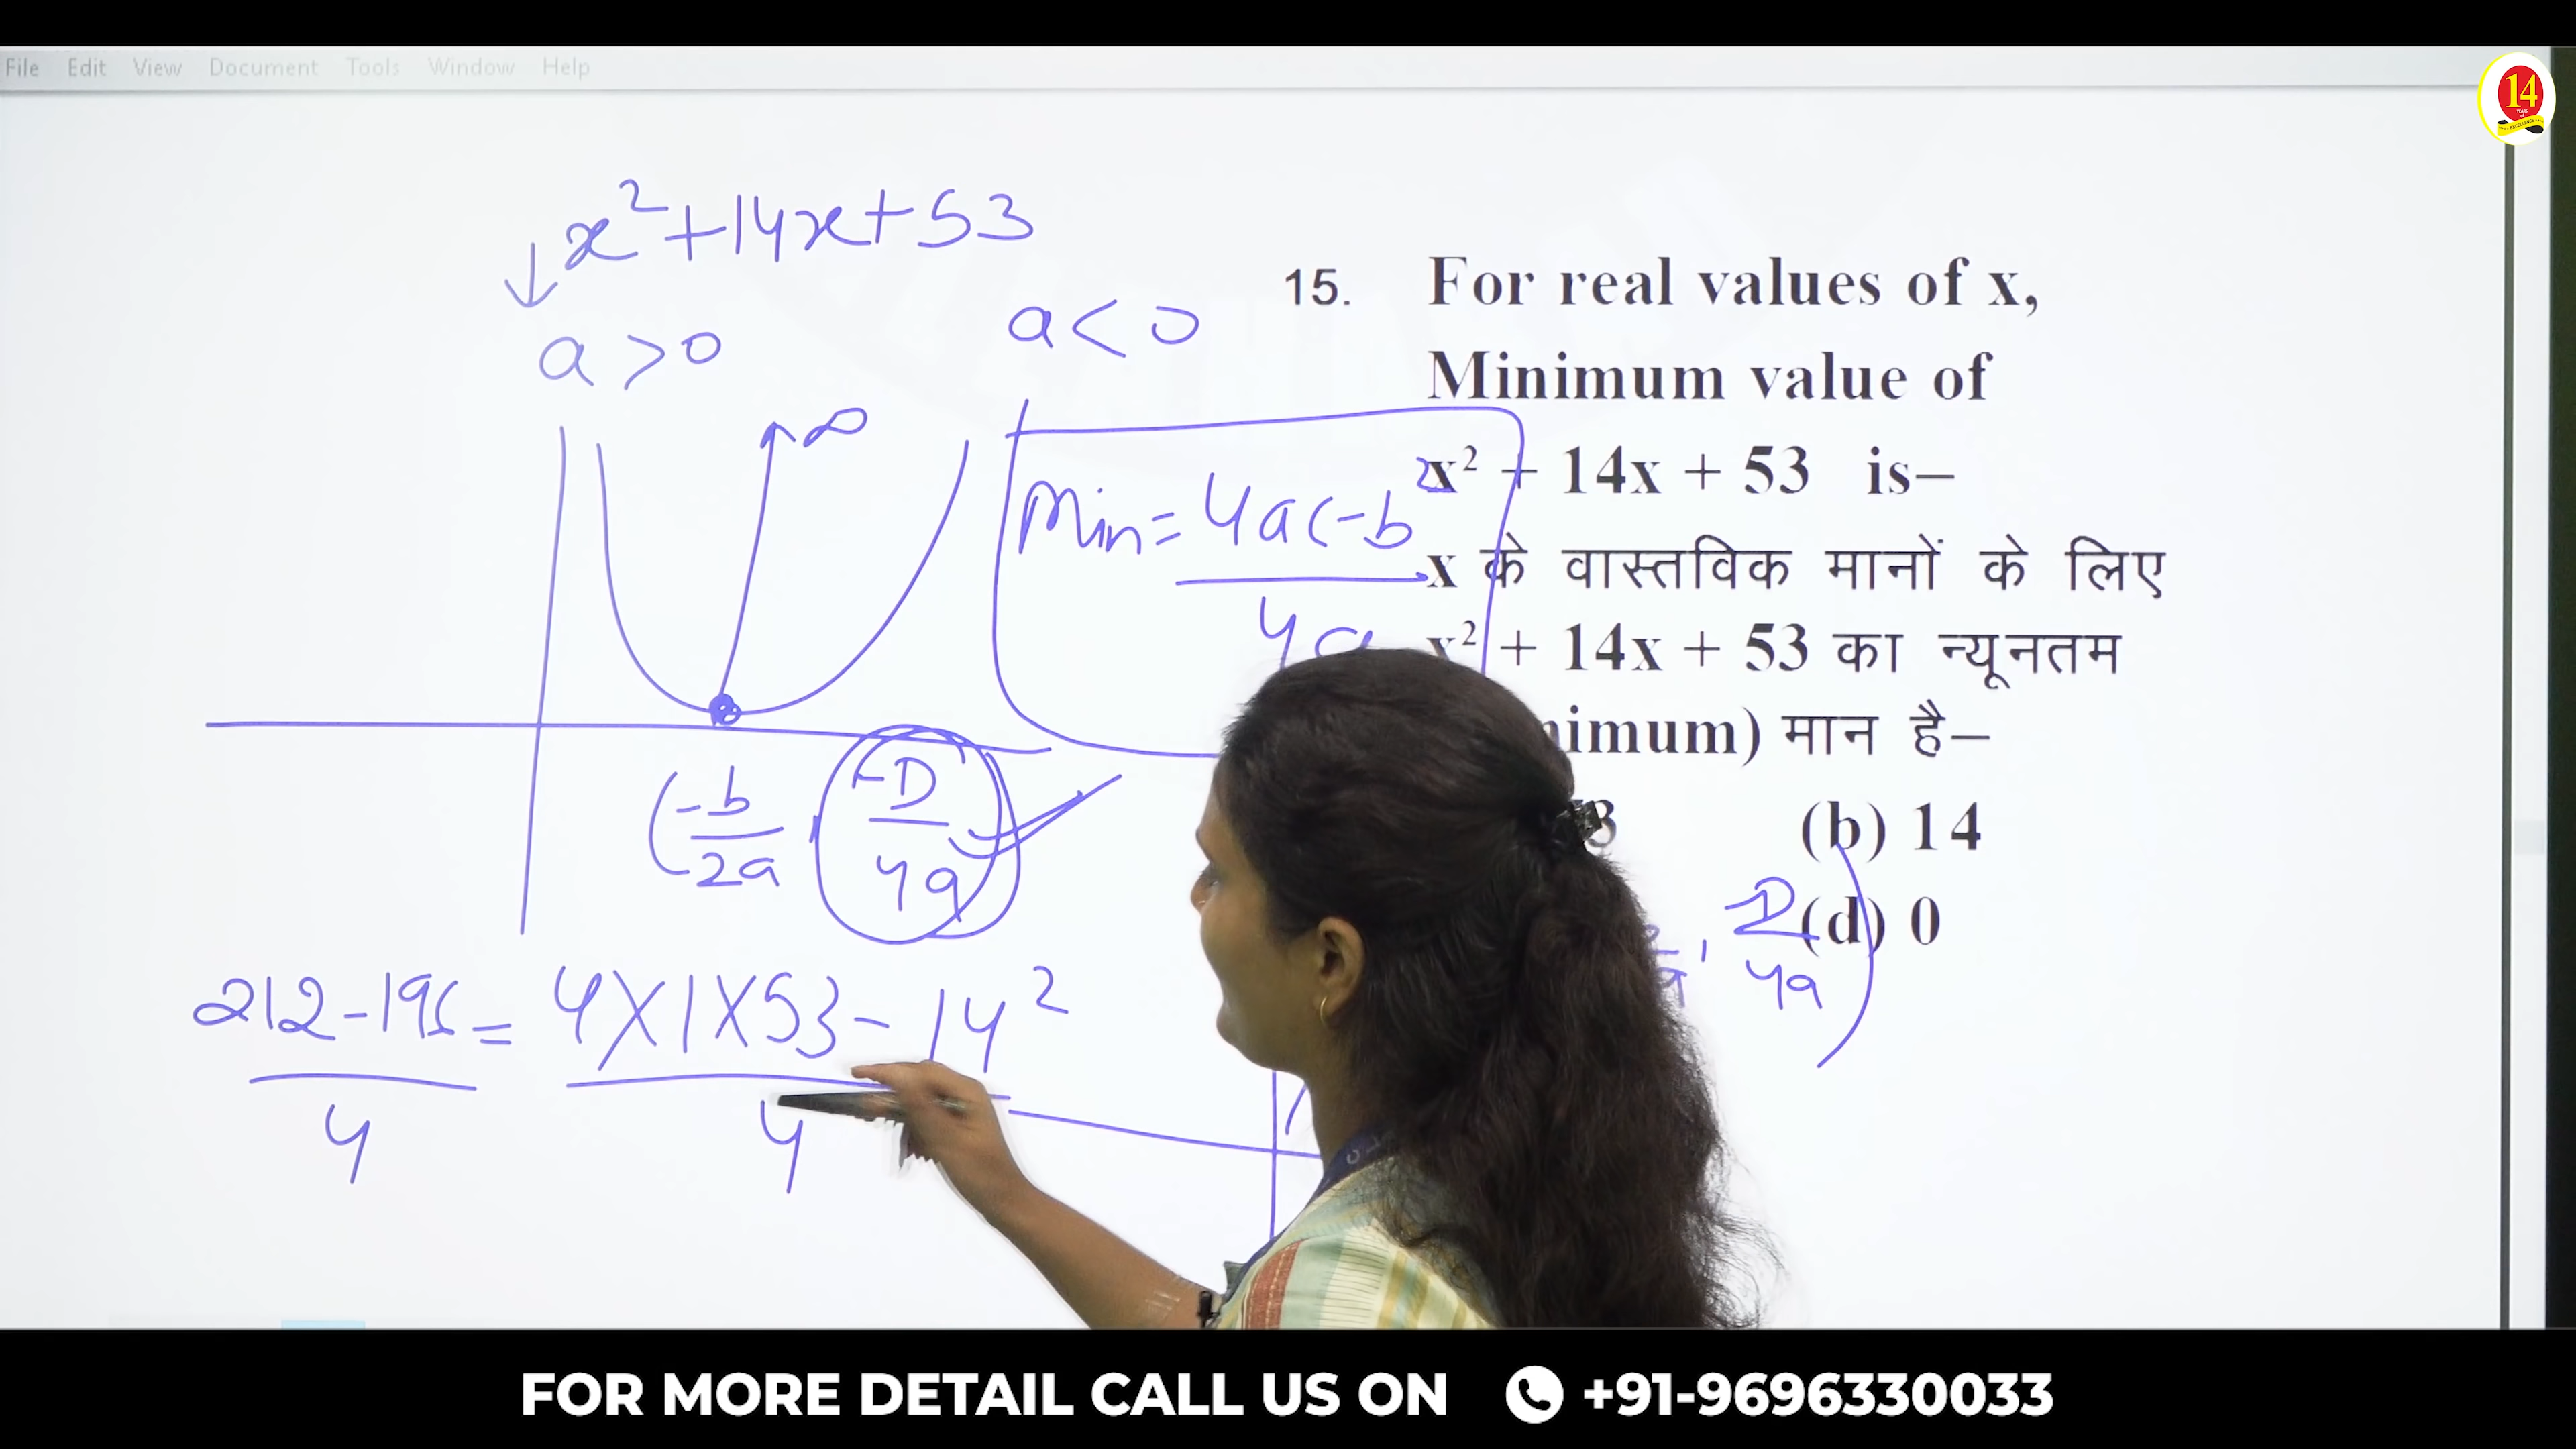 File Edit View Document Tools Window Help
14
x² + 14x + 53
a > 0
a < 0
∞
Min = 4ac - b²
4a
(-b/2a , -D/4a
212 - 196 = 4 X 1 X 53 - 14²
4 4
15. For real values of x,
Minimum value of
x² + 14x + 53 is–
x के वास्तविक मानों के लिए
x² + 14x + 53 का न्यूनतम
nimum) मान है–
(b) 14
(d) 0
-D
4a
FOR MORE DETAIL CALL US ON +91-9696330033